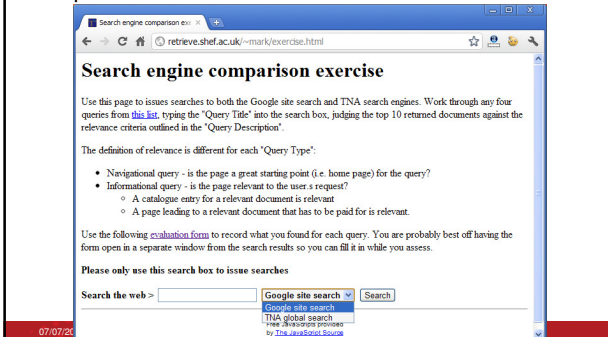 Search engine comparison exe
retrieve.shef.ac.uk/~mark/exercise.html
Search engine comparison exercise
Use this page to issues searches to both the Google site search and TNA search engines. Work through any four
queries from this list, typing the "Query Title" into the search box, judging the top 10 returned documents against the
relevance criteria outlined in the "Query Description".
The definition of relevance is different for each "Query Type":
• Navigational query - is the page a great starting point (i.e. home page) for the query?
• Informational query - is the page relevant to the user.s request?
○ A catalogue entry for a relevant document is relevant
○ A page leading to a relevant document that has to be paid for is relevant.
Use the following evaluation form to record what you found for each query. You are probably best off having the
form open in a separate window from the search results so you can fill it in while you assess.
Please only use this search box to issue searches
Search the web > Google site search Search
Google site search
TNA global search
Free JavaScripts provided
by The JavaScript Source
07/07/20